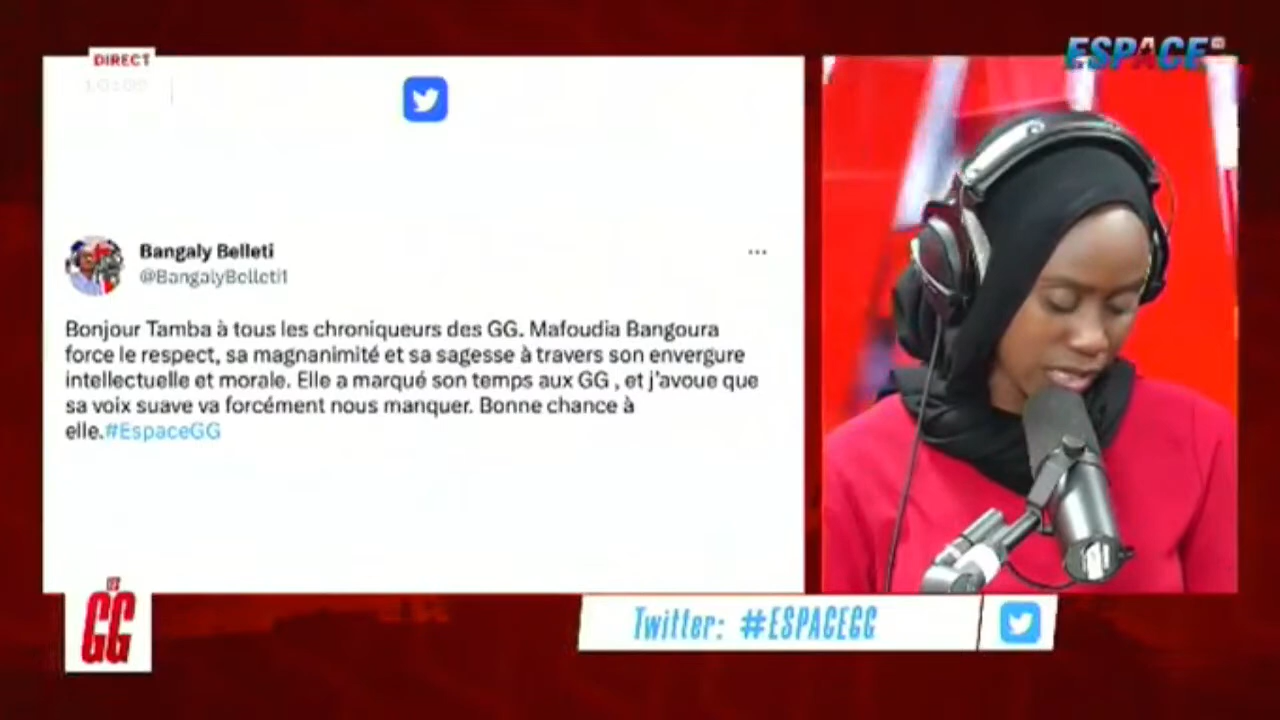 DIRECT
ESPACE
Bangaly Belleti
@BangalyBelleti1
Bonjour Tamba à tous les chroniqueurs des GG. Mafoudia Bangoura
force le respect, sa magnanimité et sa sagesse à travers son envergure
intellectuelle et morale. Elle a marqué son temps aux GG , et j'avoue que
sa voix suave va forcément nous manquer. Bonne chance à
elle.#EspaceGG
GG
Twitter: #ESPACEGG